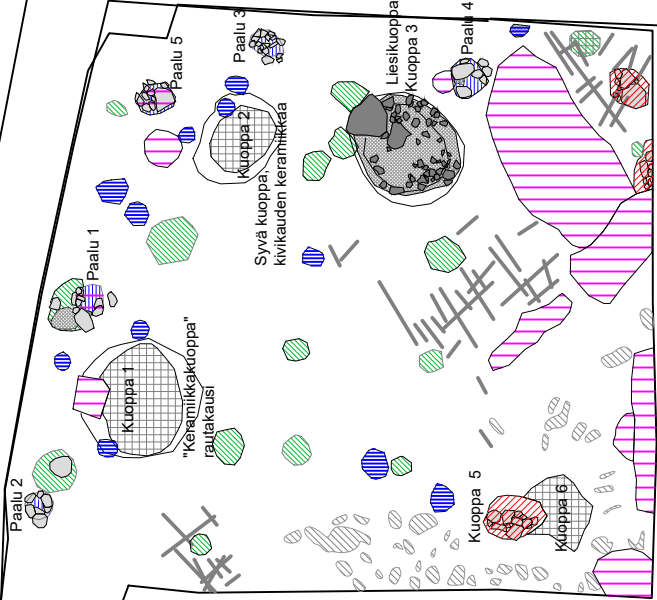 Paalu 5
Paalu 3
Liesikuoppa
Kuoppa 3
Paalu 4
Kuoppa 2
Syvä kuoppa,
kivikauden keramiikkaa
Paalu 1
Kuoppa 1
"Keramiikkakuoppa"
rautakausi
Paalu 2
Kuoppa 5
Kuoppa 6